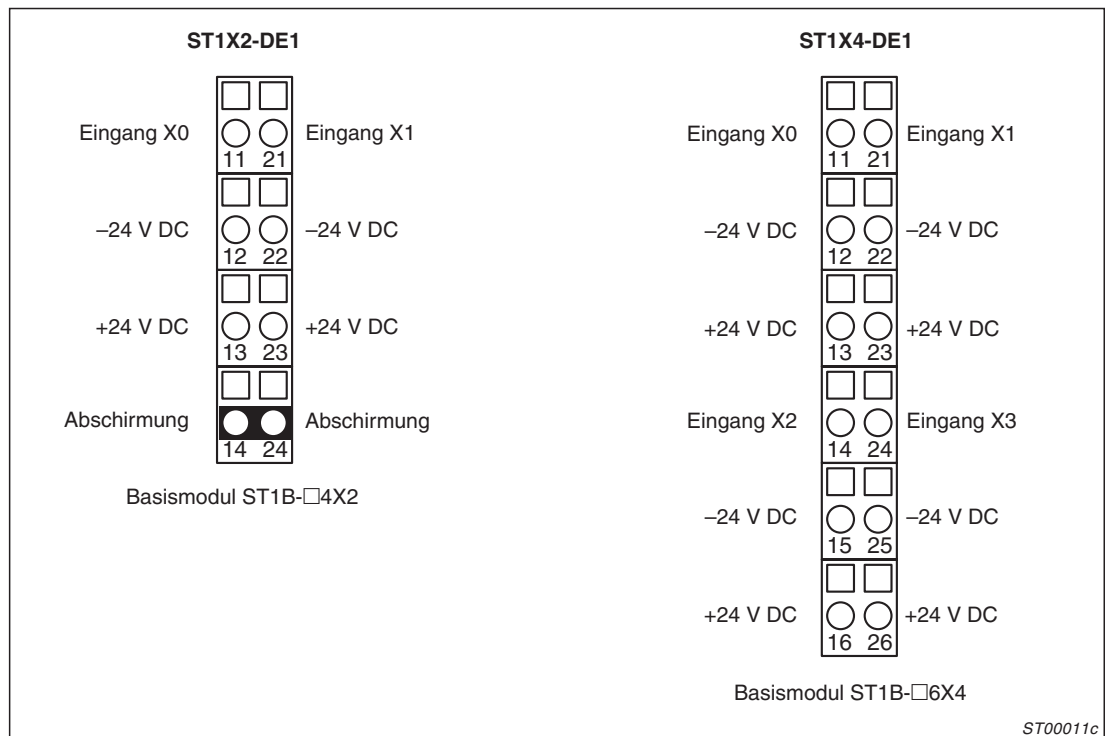 ST1X2-DE1
Eingang X0
Eingang X1
11 21
–24 V DC
–24 V DC
12 22
+24 V DC
+24 V DC
13 23
Abschirmung
Abschirmung
14 24
Basismodul ST1B-□4X2
ST1X4-DE1
Eingang X0
Eingang X1
11 21
–24 V DC
–24 V DC
12 22
+24 V DC
+24 V DC
13 23
Eingang X2
Eingang X3
14 24
–24 V DC
–24 V DC
15 25
+24 V DC
+24 V DC
16 26
Basismodul ST1B-□6X4
ST00011c